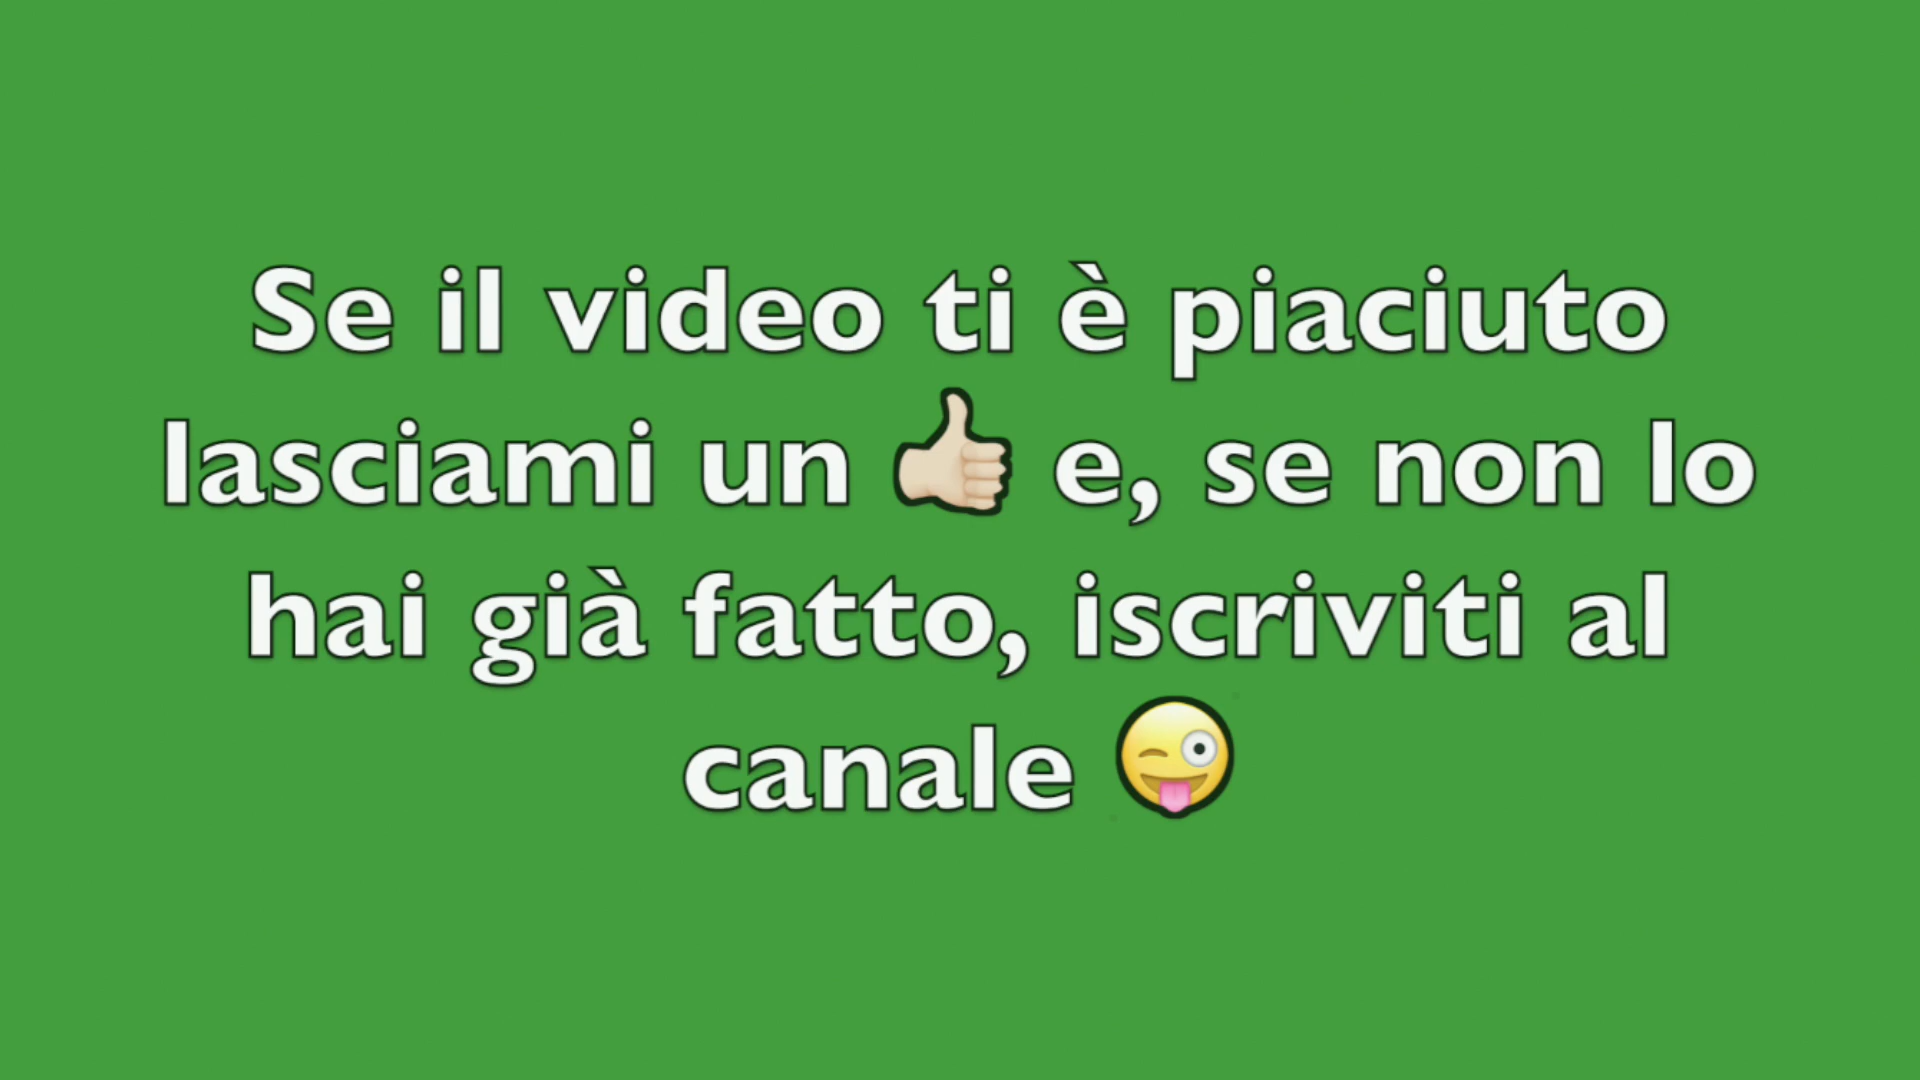 Se il video ti è piaciuto
lasciami un 👍🏻 e, se non lo
hai già fatto, iscriviti al
canale 😜